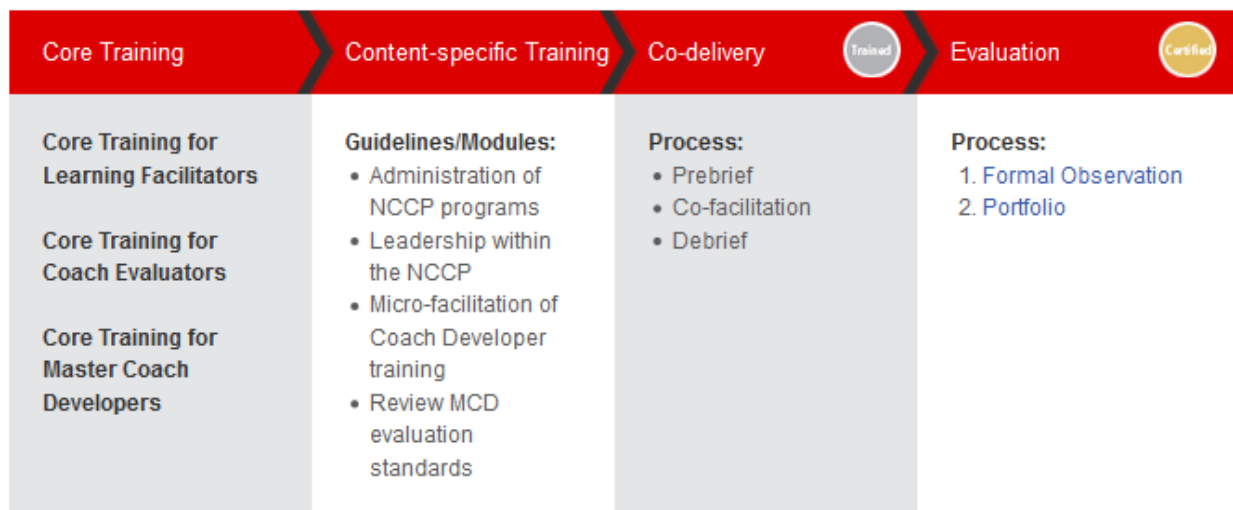 Core Training
Content-specific Training
Co-delivery
Trained
Evaluation
Certified
Core Training for
Learning Facilitators
Core Training for
Coach Evaluators
Core Training for
Master Coach
Developers
Guidelines/Modules:
• Administration of
NCCP programs
• Leadership within
the NCCP
• Micro-facilitation of
Coach Developer
training
• Review MCD
evaluation
standards
Process:
• Prebrief
• Co-facilitation
• Debrief
Process:
1. Formal Observation
2. Portfolio